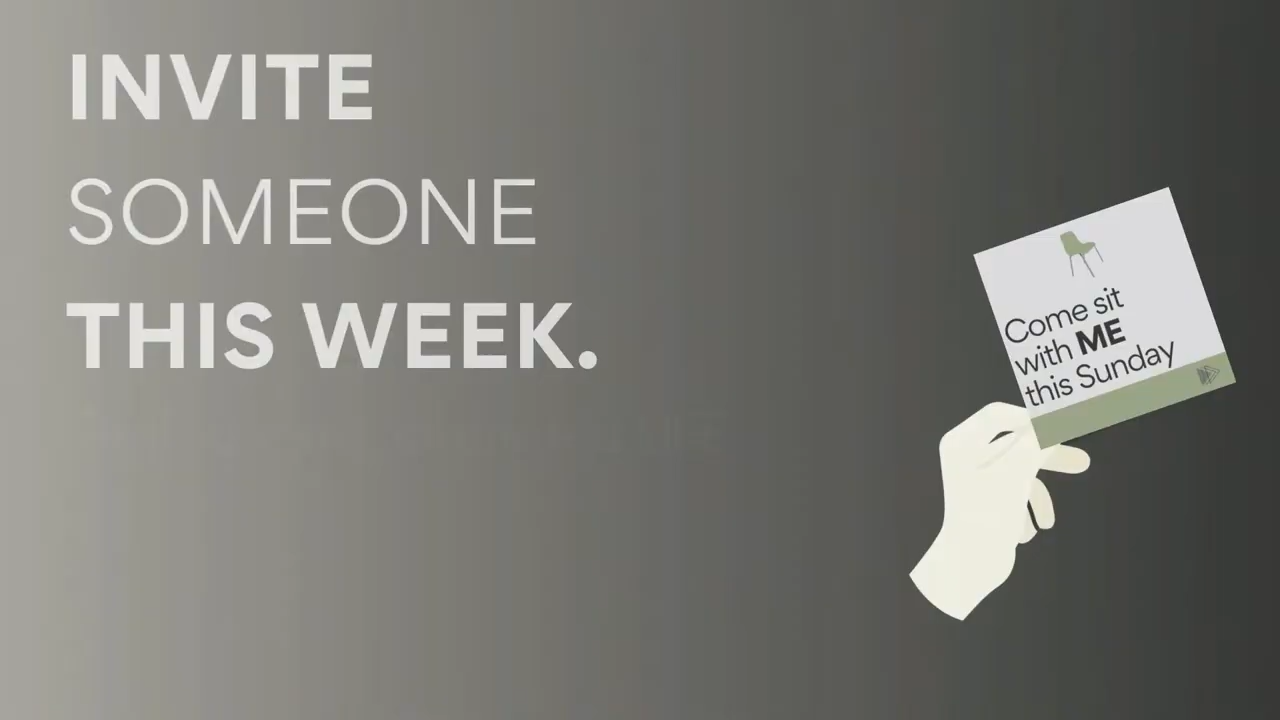 INVITE
SOMEONE
THIS WEEK.
Come sit
with ME
this Sunday